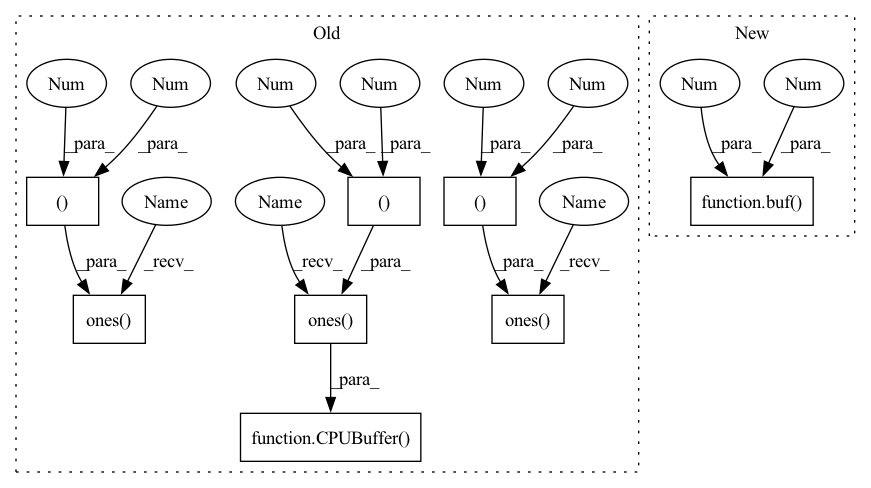 Old
New
Num Num Num Num Num Num Num Num
_para_ _para_ _para_ _para_ _para_ _para_ _para_ _para_
() Name Name () () Name function.buf()
_para_ _recv_ _recv_ _para_ _para_ _recv_
ones() ones() ones()
_para_
function.CPUBuffer()